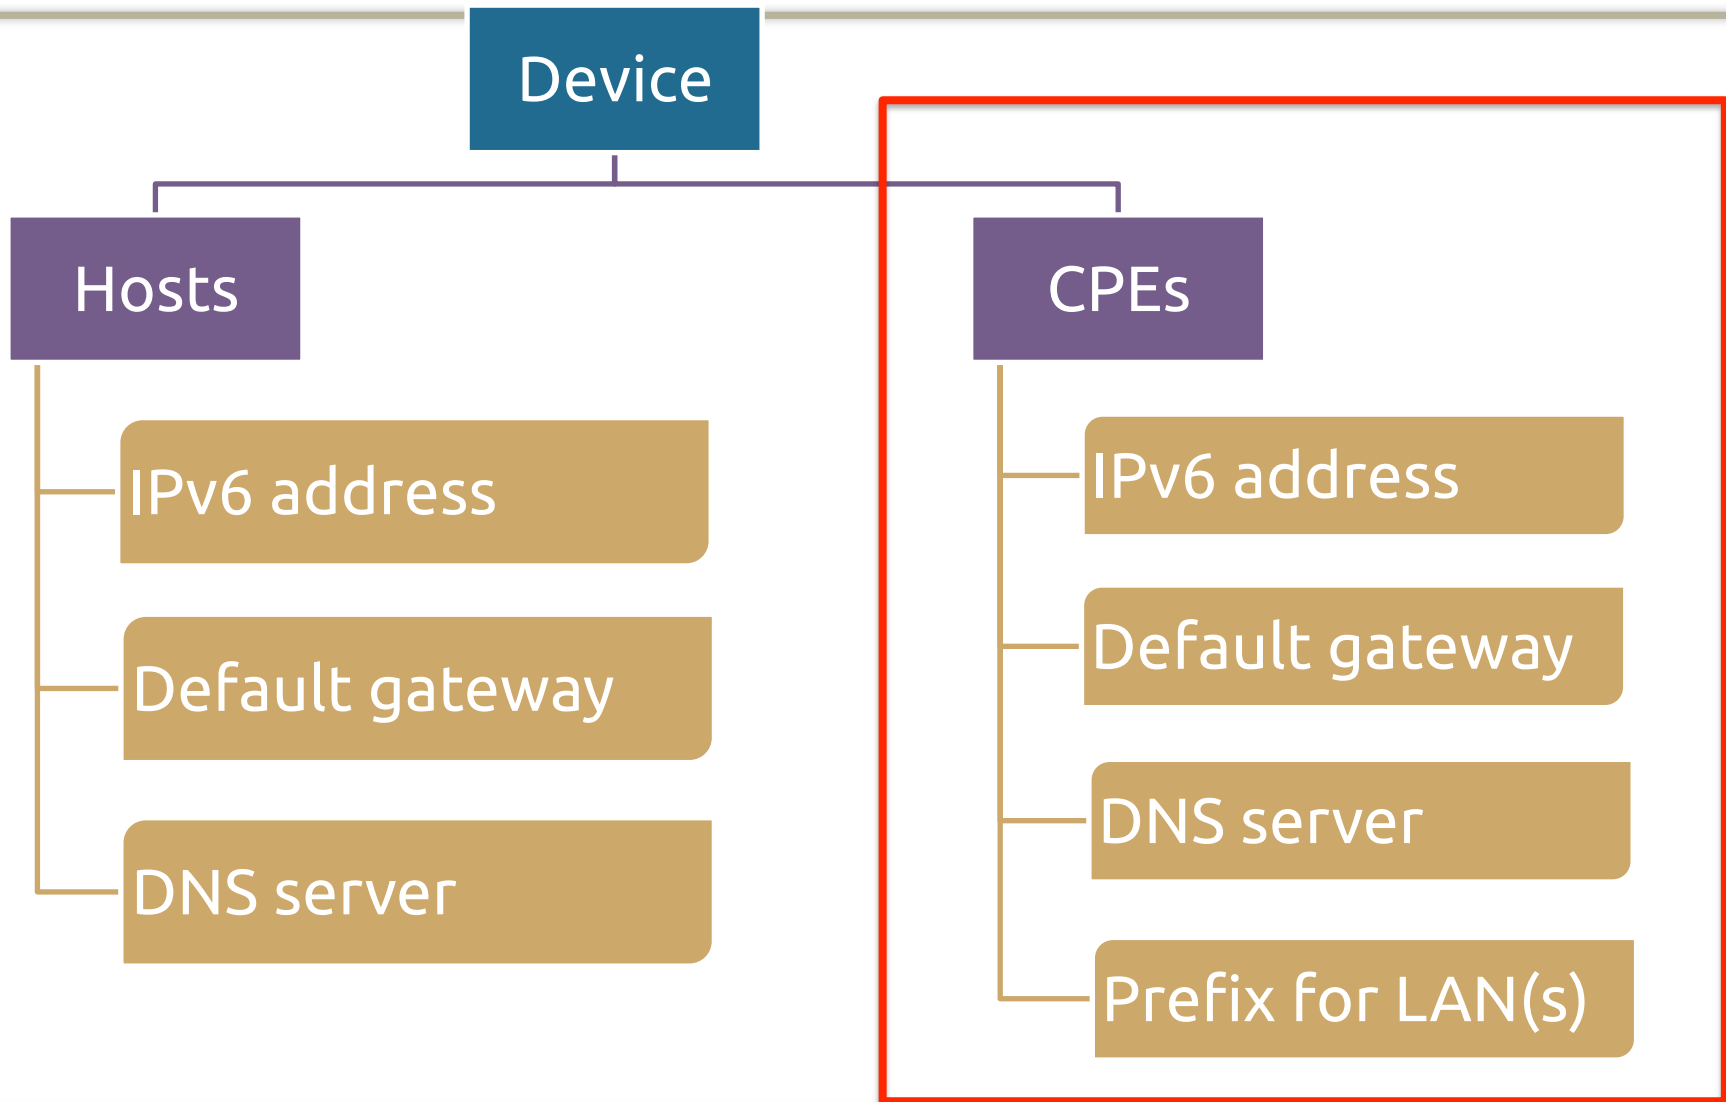 Device
Hosts
IPv6 address
Default gateway
DNS server
CPEs
IPv6 address
Default gateway
DNS server
Prefix for LAN(s)